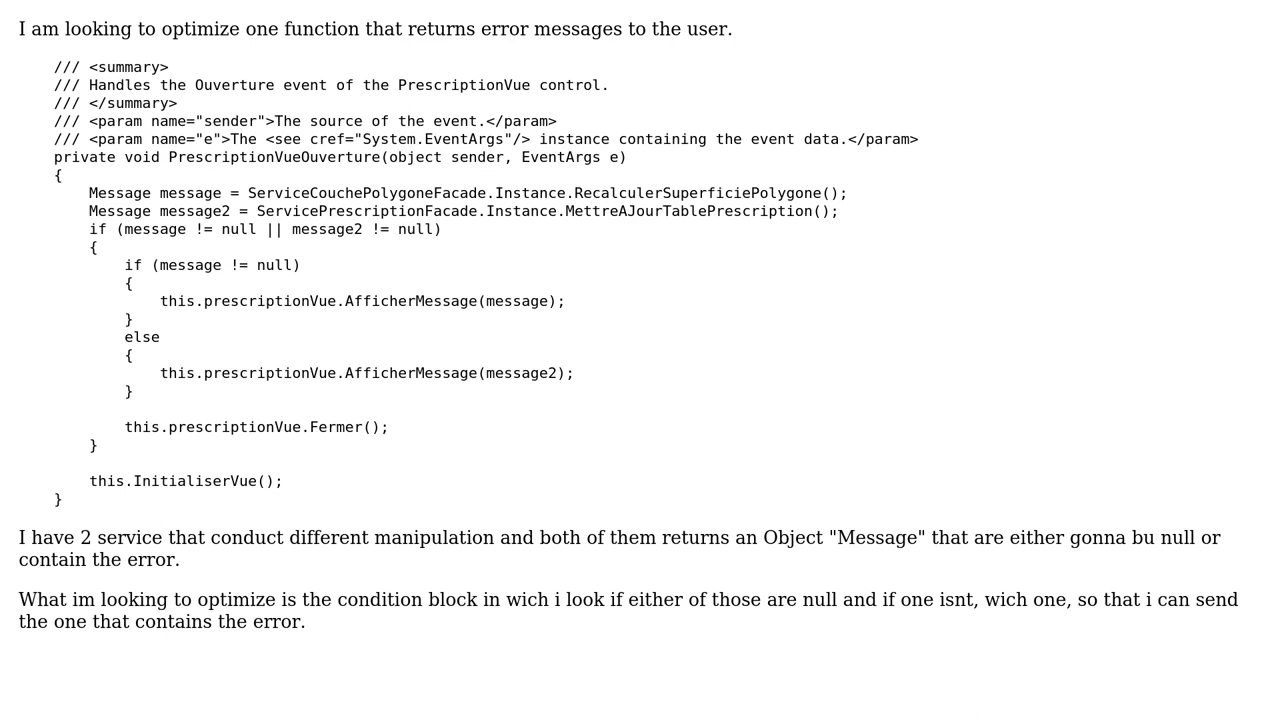 I am looking to optimize one function that returns error messages to the user.
/// <summary>
/// Handles the Ouverture event of the PrescriptionVue control.
/// </summary>
/// <param name="sender">The source of the event.</param>
/// <param name="e">The <see cref="System.EventArgs"/> instance containing the event data.</param>
private void PrescriptionVueOuverture(object sender, EventArgs e)
{
    Message message = ServiceCouchePolygoneFacade.Instance.RecalculerSuperficiePolygone();
    Message message2 = ServicePrescriptionFacade.Instance.MettreAJourTablePrescription();
    if (message != null || message2 != null)
    {
        if (message != null)
        {
            this.prescriptionVue.AfficherMessage(message);
        }
        else
        {
            this.prescriptionVue.AfficherMessage(message2);
        }

        this.prescriptionVue.Fermer();
    }

    this.InitialiserVue();
}
I have 2 service that conduct different manipulation and both of them returns an Object "Message" that are either gonna bu null or
contain the error.
What im looking to optimize is the condition block in wich i look if either of those are null and if one isnt, wich one, so that i can send
the one that contains the error.